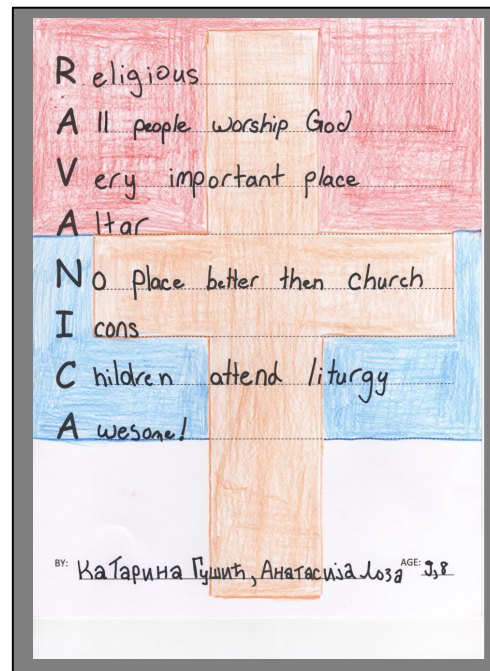 Religious
All people worship God
Very important place
Altar
No place better then church
Icons
Children attend liturgy
Awesome!
BY: Катарина Гушић, Анатасија Лоза AGE: 9,8